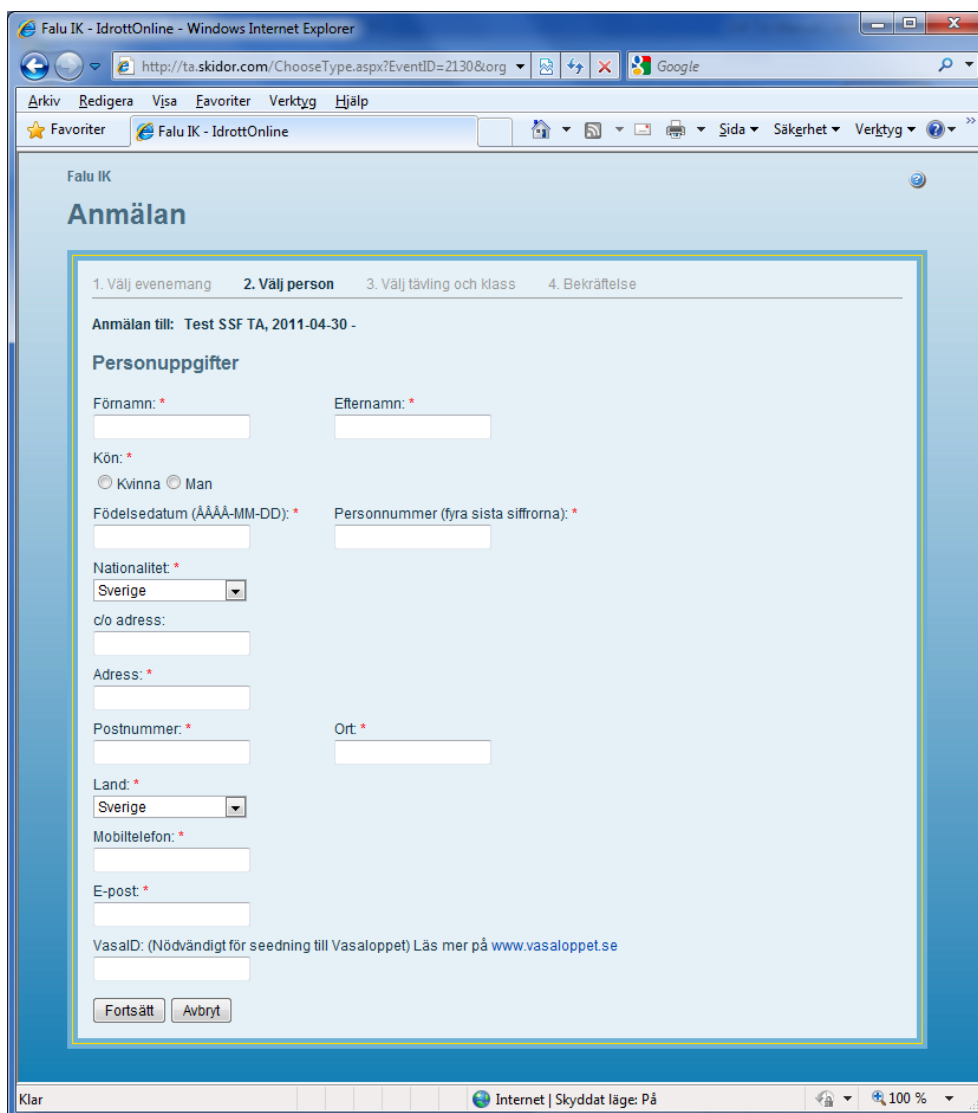 Falu IK - IdrottOnline - Windows Internet Explorer
http://ta.skidor.com/ChooseType.aspx?EventID=2130&org
Google
Arkiv Redigera Visa Favoriter Verktyg Hjälp
Favoriter Falu IK - IdrottOnline Sida Säkerhet Verktyg »
Falu IK
Anmälan
1. Välj evenemang 2. Välj person 3. Välj tävling och klass 4. Bekräftelse
Anmälan till: Test SSF TA, 2011-04-30 -
Personuppgifter
Förnamn: * Efternamn: *
Kön: *
Kvinna Man
Födelsedatum (ÅÅÅÅ-MM-DD): * Personnummer (fyra sista siffrorna): *
Nationalitet: *
Sverige
c/o adress:
Adress: *
Postnummer: * Ort: *
Land: *
Sverige
Mobiltelefon: *
E-post: *
VasaID: (Nödvändigt för seedning till Vasaloppet) Läs mer på www.vasaloppet.se
Fortsätt Avbryt
Klar Internet | Skyddat läge: På 100 %